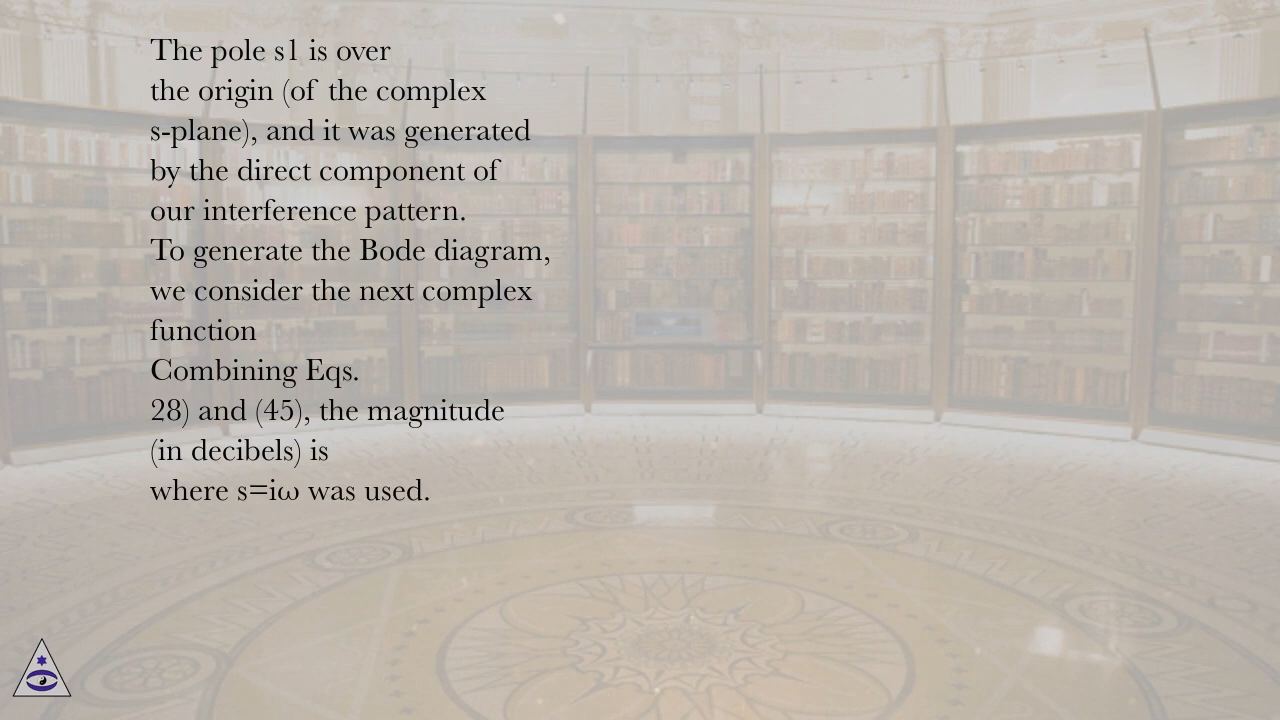 The pole s1 is over
the origin (of the complex
s-plane), and it was generated
by the direct component of
our interference pattern.
To generate the Bode diagram,
we consider the next complex
function
Combining Eqs.
28) and (45), the magnitude
(in decibels) is
where s=iω was used.